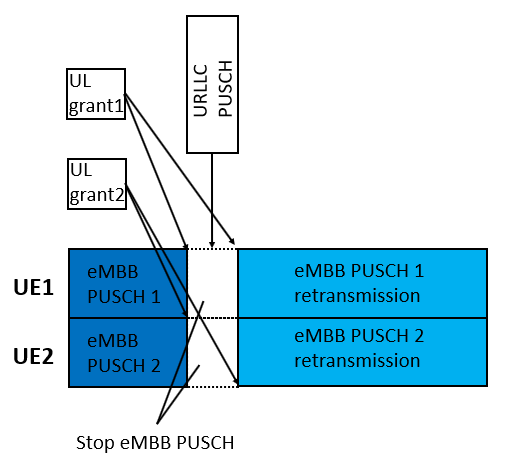 URLLC
PUSCH
UL
grant1
UL
grant2
UE1
eMBB
PUSCH 1
eMBB PUSCH 1
retransmission
UE2
eMBB
PUSCH 2
eMBB PUSCH 2
retransmission
Stop eMBB PUSCH